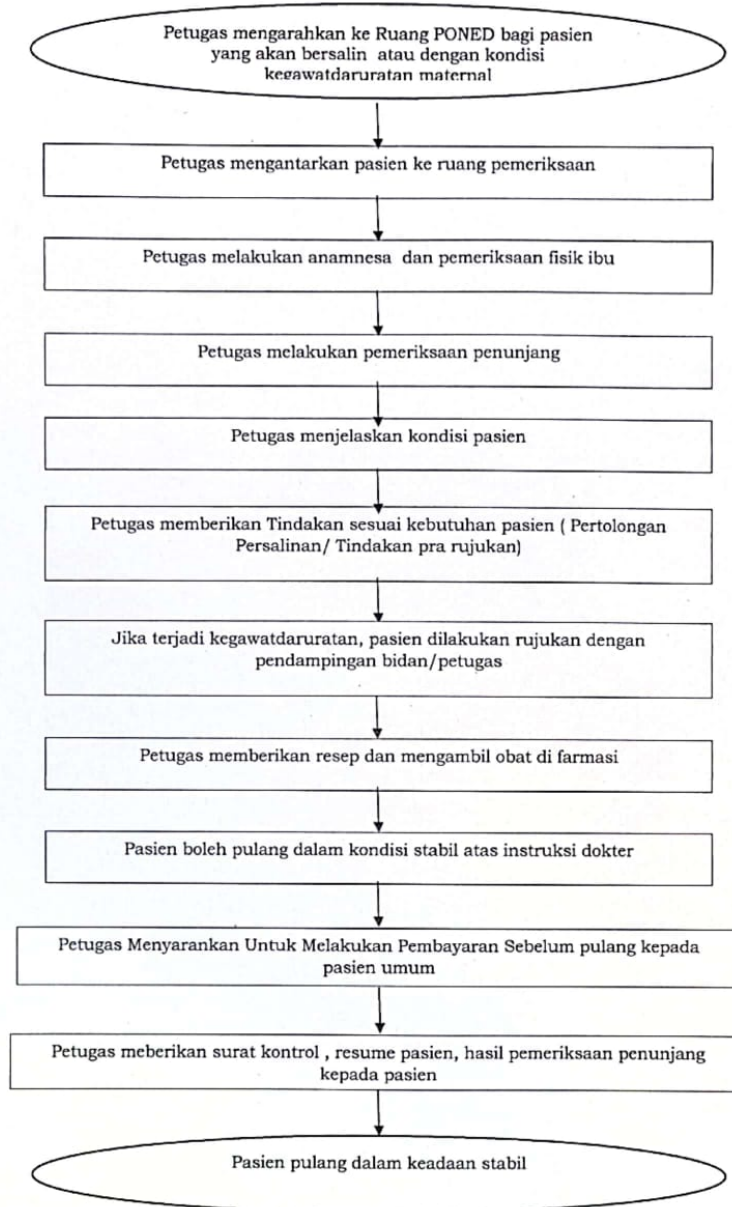 Petugas mengarahkan ke Ruang PONED bagi pasien
yang akan bersalin atau dengan kondisi
kegawatdaruratan maternal
Petugas mengantarkan pasien ke ruang pemeriksaan
Petugas melakukan anamnesa dan pemeriksaan fisik ibu
Petugas melakukan pemeriksaan penunjang
Petugas menjelaskan kondisi pasien
Petugas memberikan Tindakan sesuai kebutuhan pasien ( Pertolongan
Persalinan/ Tindakan pra rujukan)
Jika terjadi kegawatdaruratan, pasien dilakukan rujukan dengan
pendampingan bidan/petugas
Petugas memberikan resep dan mengambil obat di farmasi
Pasien boleh pulang dalam kondisi stabil atas instruksi dokter
Petugas Menyarankan Untuk Melakukan Pembayaran Sebelum pulang kepada
pasien umum
Petugas meberikan surat kontrol , resume pasien, hasil pemeriksaan penunjang
kepada pasien
Pasien pulang dalam keadaan stabil